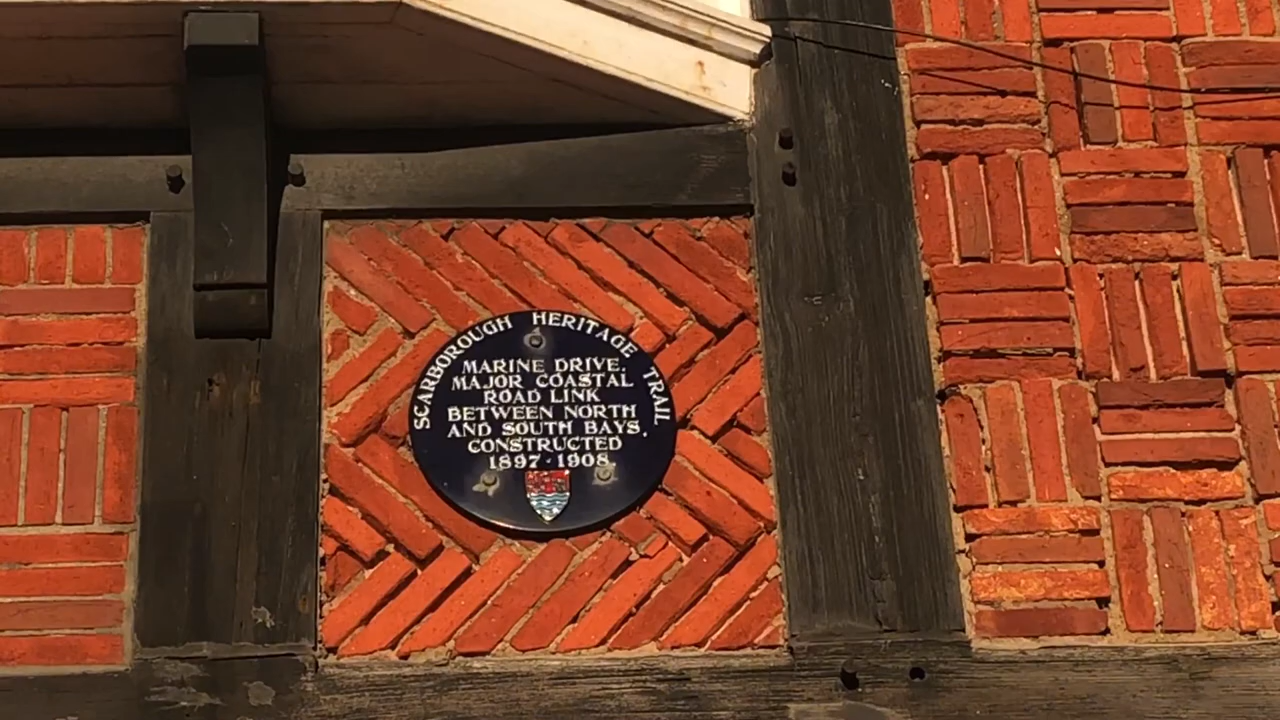 SCARBOROUGH HERITAGE TRAIL
MARINE DRIVE.
MAJOR COASTAL
ROAD LINK
BETWEEN NORTH
AND SOUTH BAYS.
CONSTRUCTED
1897 · 1908